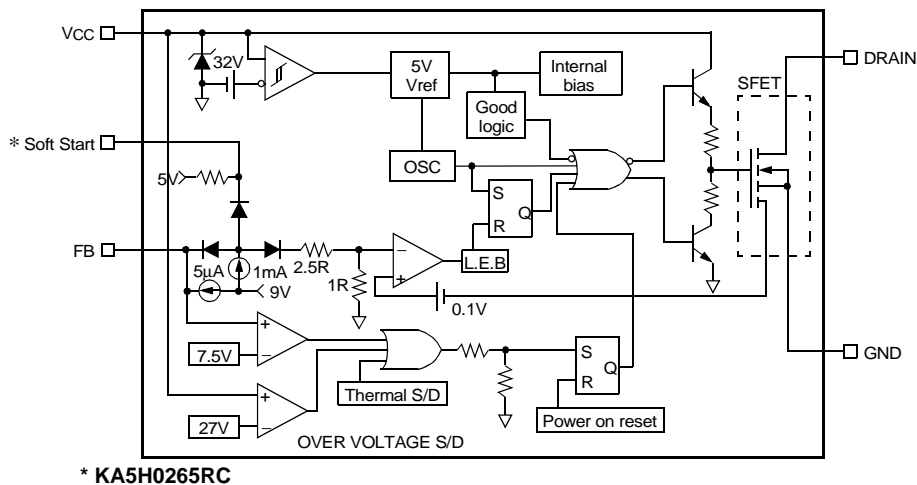 VCC
32V
5V
Vref
Internal
bias
Good
logic
DRAIN
SFET
* Soft Start
5V
OSC
S
R
Q
FB
5μA
1mA
9V
2.5R
1R
−
+
L.E.B
0.1V
+
−
7.5V
Thermal S/D
S
R
Q
GND
+
−
27V
Power on reset
OVER VOLTAGE S/D
* KA5H0265RC